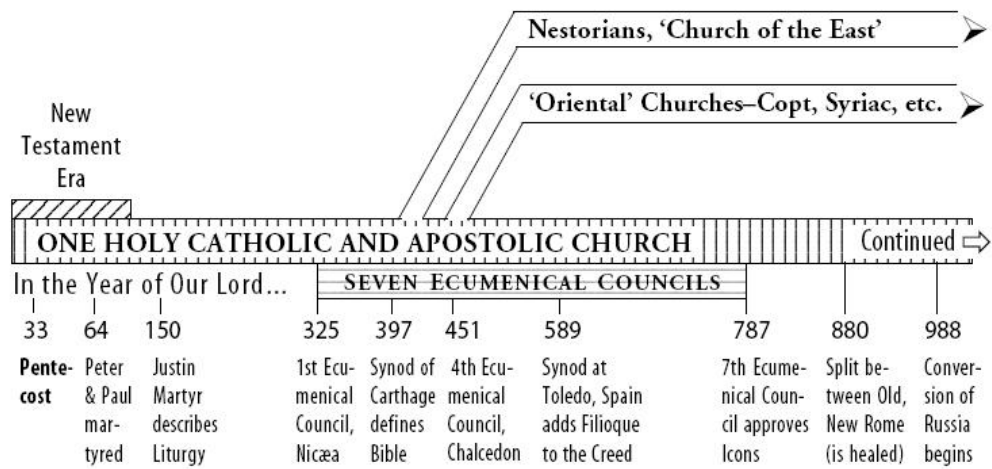 Nestorians, ‘Church of the East’
‘Oriental’ Churches–Copt, Syriac, etc.
New
Testament
Era
ONE HOLY CATHOLIC AND APOSTOLIC CHURCH
Continued
In the Year of Our Lord...
SEVEN ECUMENICAL COUNCILS
33
Pente-
cost
64
Peter
& Paul
mar-
tyred
150
Justin
Martyr
describes
Liturgy
325
1st Ecu-
menical
Council,
Nicæa
397
Synod of
Carthage
defines
Bible
451
4th Ecu-
menical
Council,
Chalcedon
589
Synod at
Toledo, Spain
adds Filioque
to the Creed
787
7th Ecume-
nical Coun-
cil approves
Icons
880
Split be-
tween Old,
New Rome
(is healed)
988
Conver-
sion of
Russia
begins